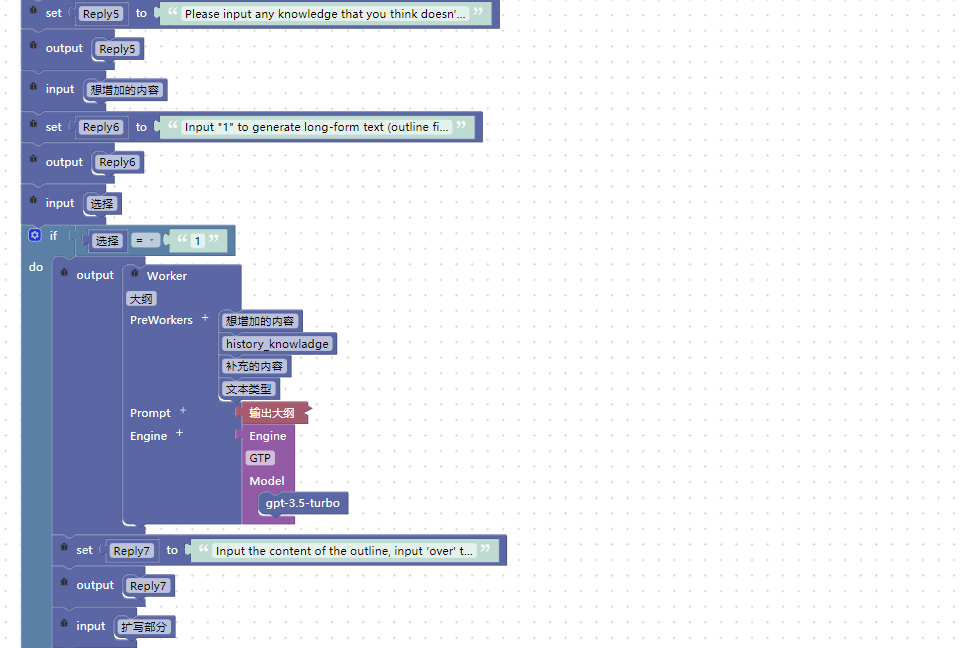 set Reply5 to “ Please input any knowledge that you think doesn'... ”
output Reply5
input 想增加的内容
set Reply6 to “ Input "1" to generate long-form text (outline fi... ”
output Reply6
input 选择
if 选择 = “ 1 ”
do output Worker
大纲
PreWorkers + 想增加的内容
history_knowladge
补充的内容
文本类型
Prompt + 输出大纲
Engine + Engine
GTP
Model
gpt-3.5-turbo
set Reply7 to “ Input the content of the outline, input 'over' t... ”
output Reply7
input 扩写部分